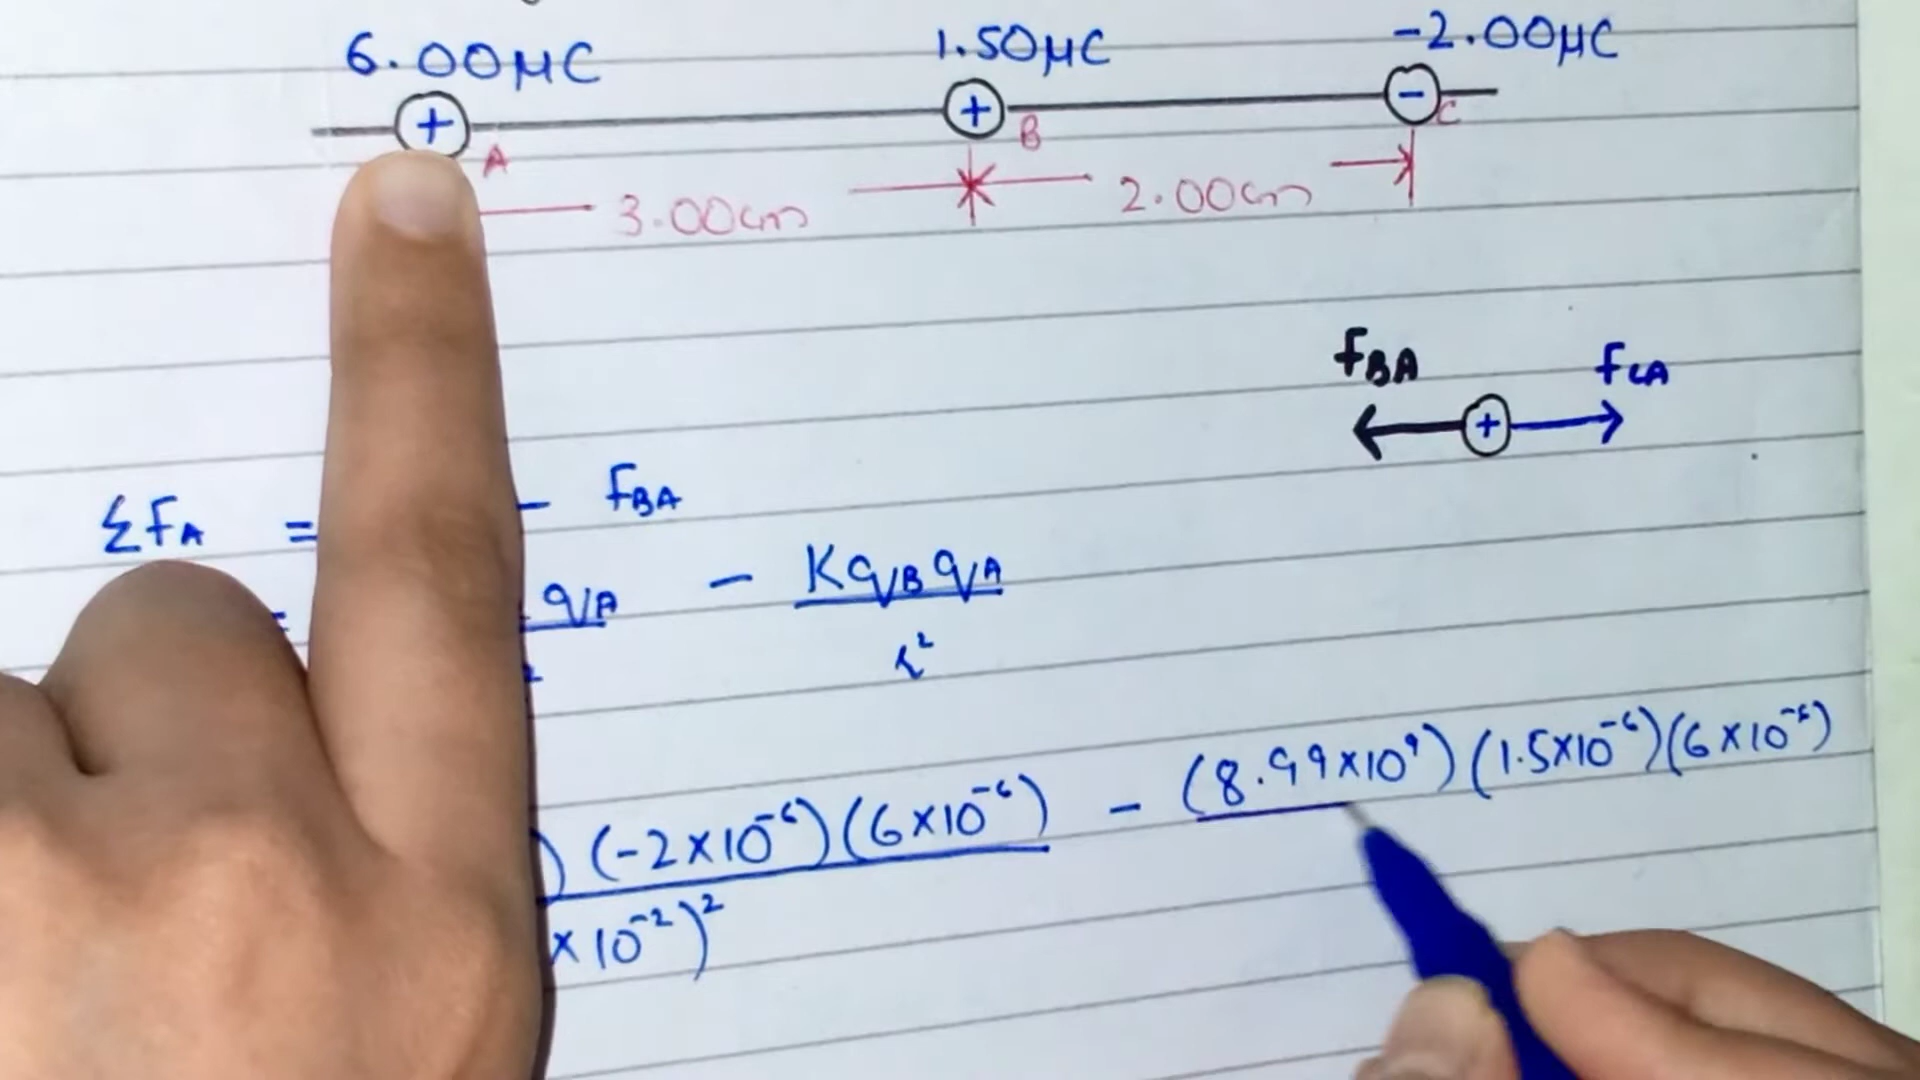 6.00μC 1.50μC -2.00μC
+ + -
A B C
3.00cm 2.00cm
fBA fCA
+
ΣfA = - fBA
= qA - KqBqA
2 r²
) (-2×10⁻⁶)(6×10⁻⁶) - (8.99×10⁹)(1.5×10⁻⁶)(6×10⁻⁶)
×10⁻²)²